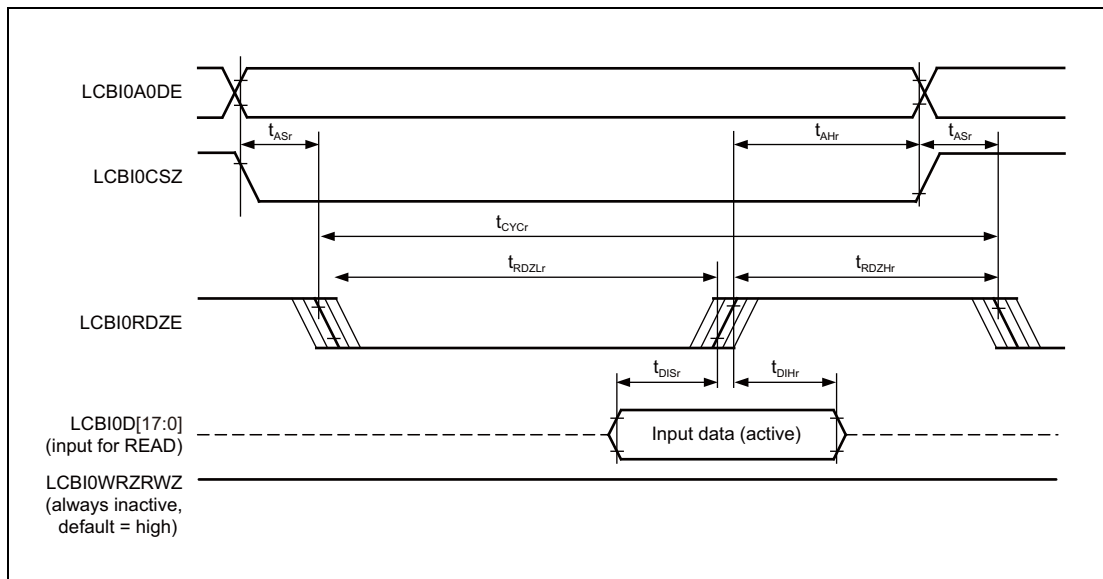 LCBI0A0DE
tASr
tAHr
tASr
LCBI0CSZ
tCYCr
tRDZLr
tRDZHr
LCBI0RDZE
tDISr
tDIHr
LCBI0D[17:0]
(input for READ)
Input data (active)
LCBI0WRZRWZ
(always inactive,
default = high)